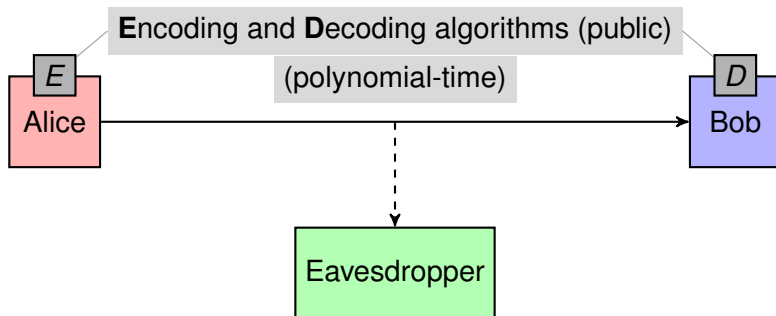 Encoding and Decoding algorithms (public)
(polynomial-time)
E
D
Alice
Bob
Eavesdropper